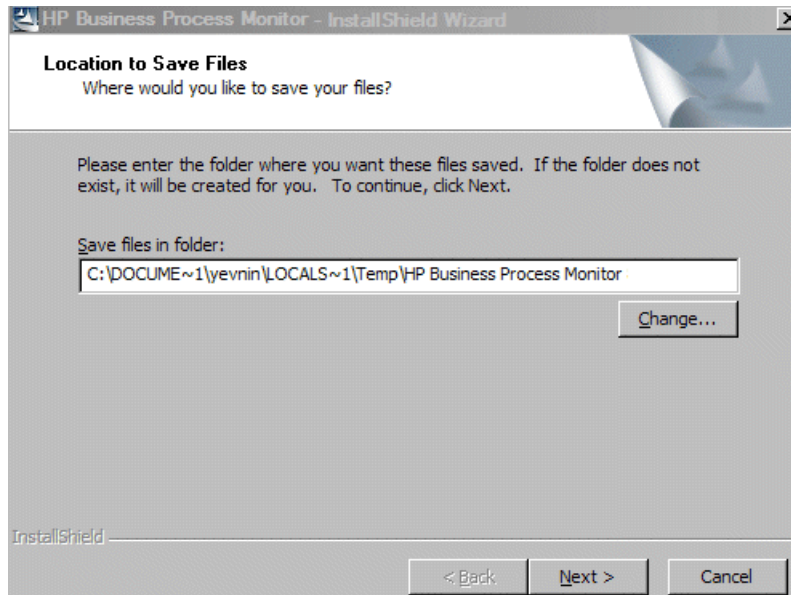 HP Business Process Monitor - InstallShield Wizard
Location to Save Files
Where would you like to save your files?
Please enter the folder where you want these files saved. If the folder does not
exist, it will be created for you. To continue, click Next.
Save files in folder:
C:\DOCUME~1\yevnin\LOCALS~1\Temp\HP Business Process Monitor
Change...
InstallShield
< Back Next > Cancel